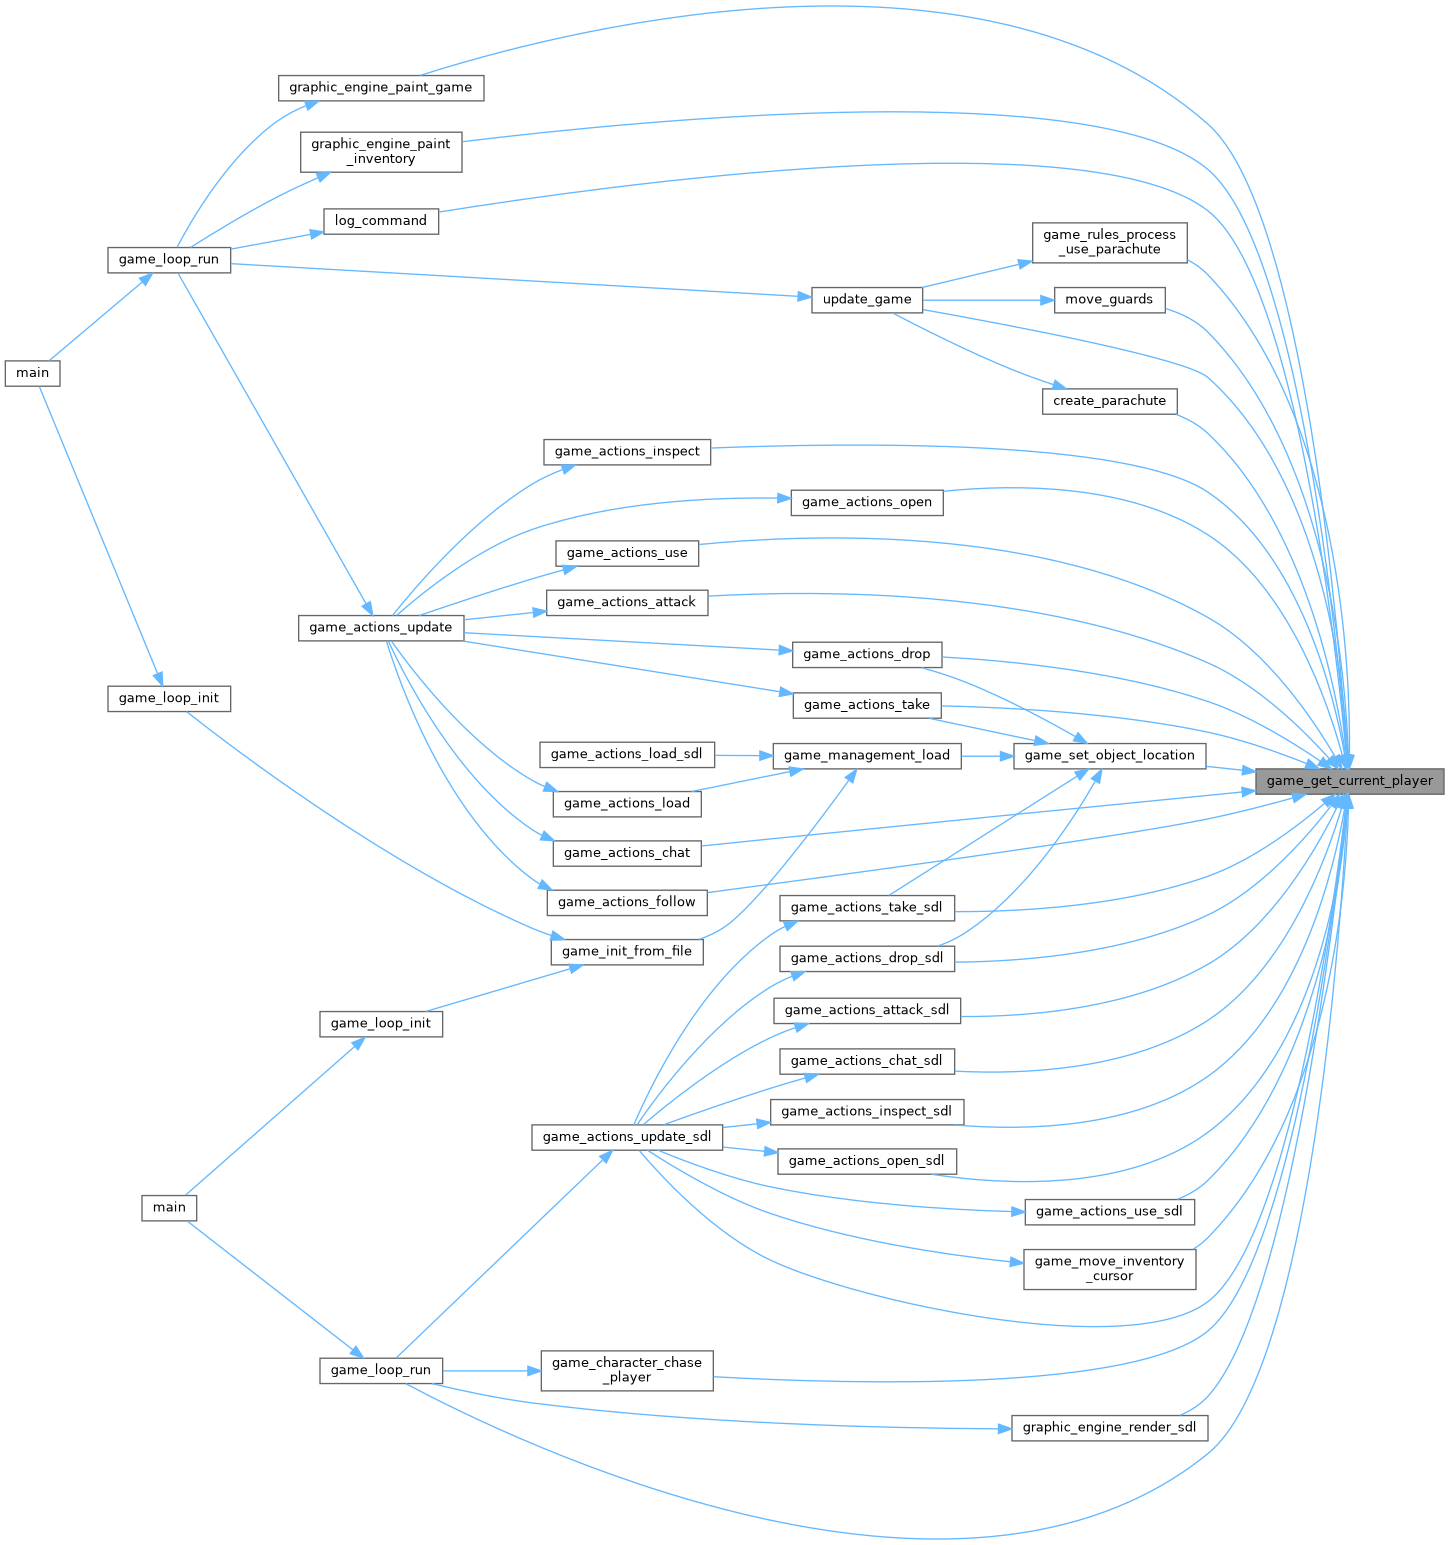 graphic_engine_paint_game
graphic_engine_paint
_inventory
log_command
game_rules_process
_use_parachute
game_loop_run
update_game
move_guards
main
create_parachute
game_actions_inspect
game_actions_open
game_actions_use
game_actions_attack
game_actions_update
game_actions_drop
game_loop_init
game_actions_take
game_actions_load_sdl
game_management_load
game_set_object_location
game_get_current_player
game_actions_load
game_actions_chat
game_actions_follow
game_actions_take_sdl
game_init_from_file
game_actions_drop_sdl
game_loop_init
game_actions_attack_sdl
game_actions_chat_sdl
game_actions_inspect_sdl
game_actions_update_sdl
game_actions_open_sdl
main
game_actions_use_sdl
game_move_inventory
_cursor
game_loop_run
game_character_chase
_player
graphic_engine_render_sdl